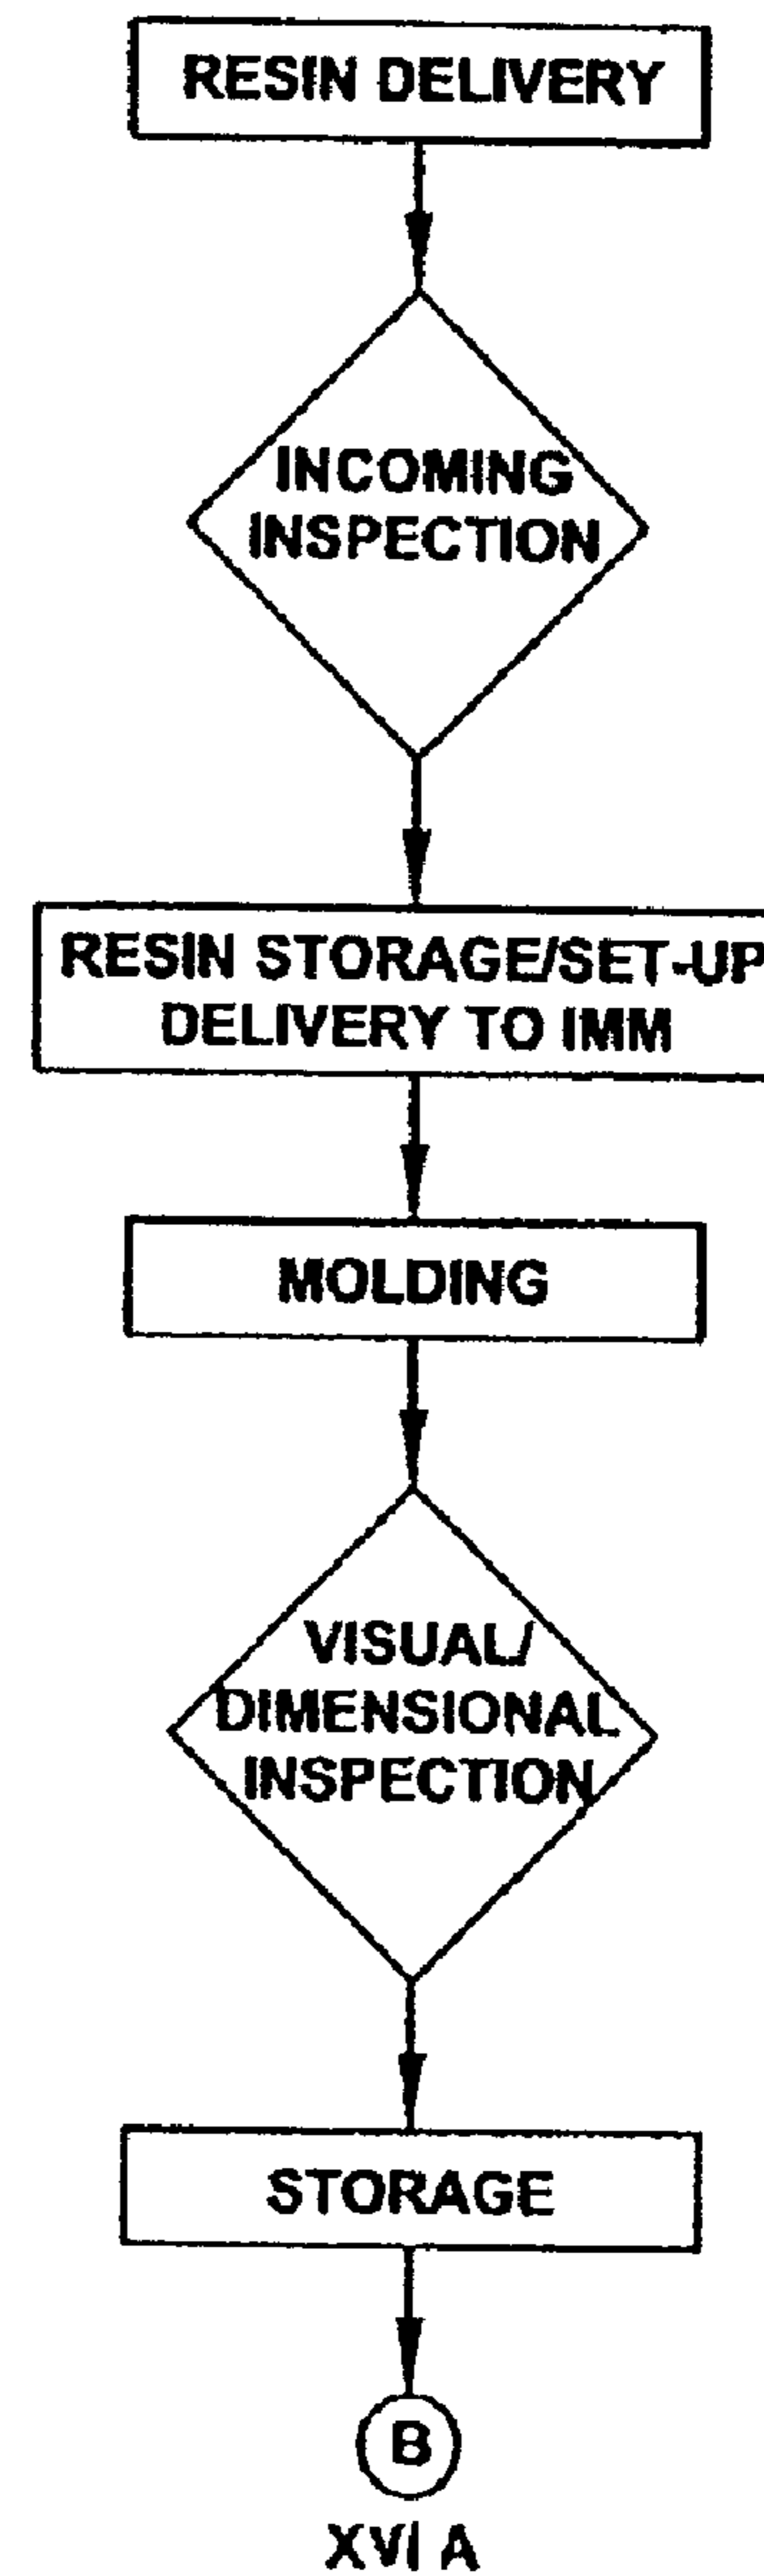 RESIN DELIVERY
INCOMING
INSPECTION
RESIN STORAGE/SET-UP
DELIVERY TO IMM
MOLDING
VISUAL/
DIMENSIONAL
INSPECTION
STORAGE
B
XVI A